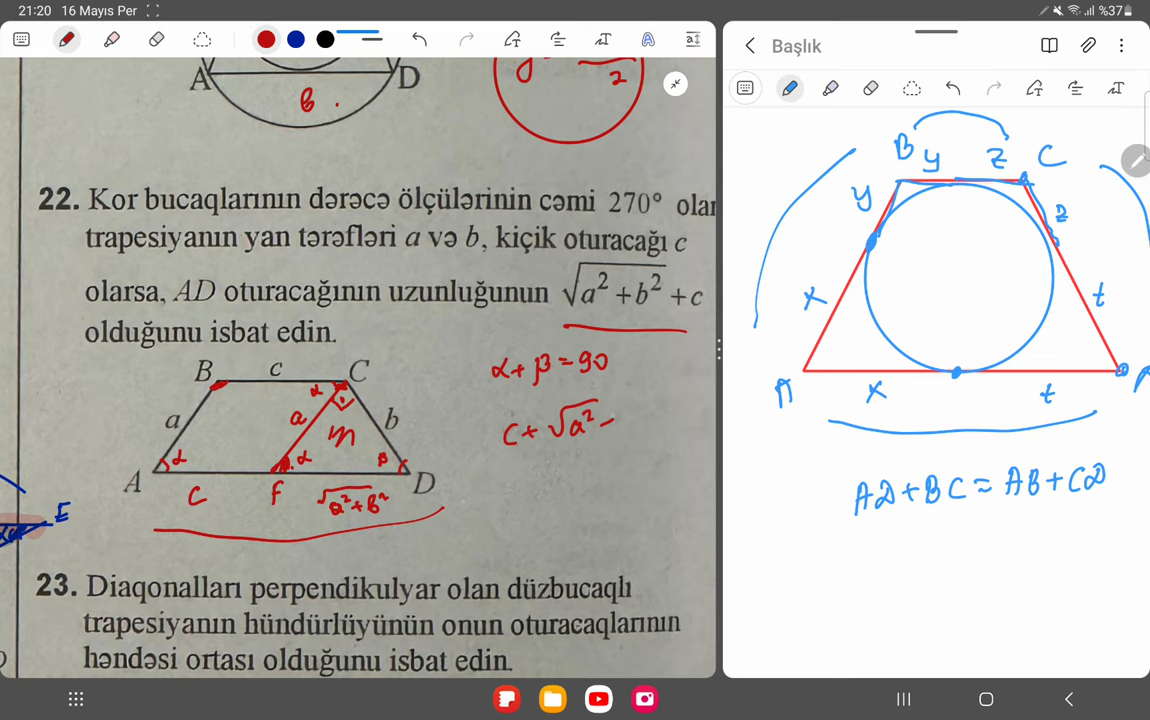 21:20 16 Mayıs Per
%37
A D
в .
2
22. Kor bucaqlarının dərəcə ölçülərinin cəmi 270° olar
trapesiyanın yan tərəfləri a və b, kiçik oturacağı c
olarsa, AD oturacağının uzunluğunun √a² + b² + c
olduğunu isbat edin.
B c C
α
a a m b
α α β
A F D
c √a²+b²
α + β = 90
c + √a² -
E
23. Diaqonalları perpendikulyar olan düzbucaqlı
trapesiyanın hündürlüyünün onun oturacaqlarının
həndəsi ortası olduğunu isbat edin.
Başlık
B y z C
y z
x t
A x t
AD + BC = AB + CD